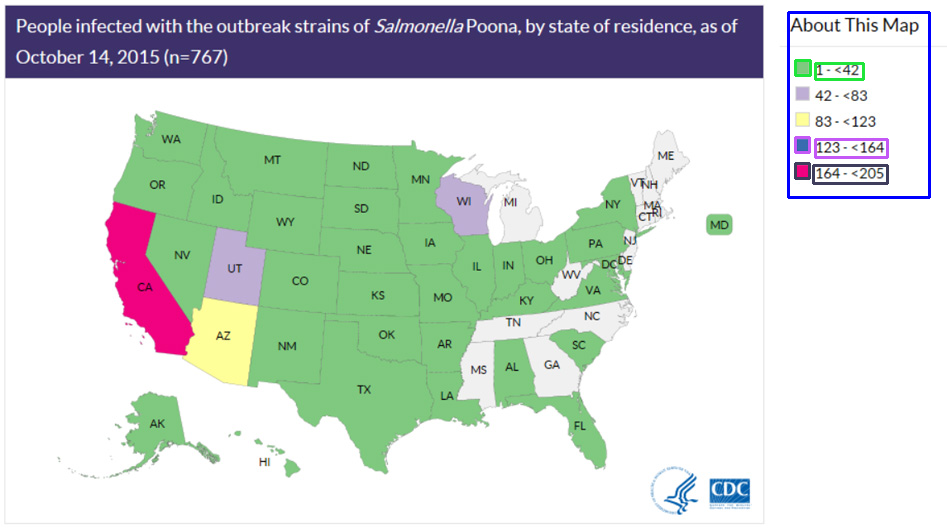 People infected with the outbreak strains of Salmonella Poona, by state of residence, as of
October 14, 2015 (n=767)
About This Map
1 - <42
42 - <83
83 - <123
123 - <164
164 - <205
WA
MT
ND
MN
ME
OR
ID
SD
WI
MI
VT
NH
WY
NY
MA
CT
RI
MD
NV
NE
IA
PA
NJ
UT
CO
IL
IN
OH
DC
DE
CA
KS
MO
WV
VA
KY
AZ
NM
OK
AR
TN
NC
SC
MS
AL
GA
TX
LA
AK
FL
HI
CDC